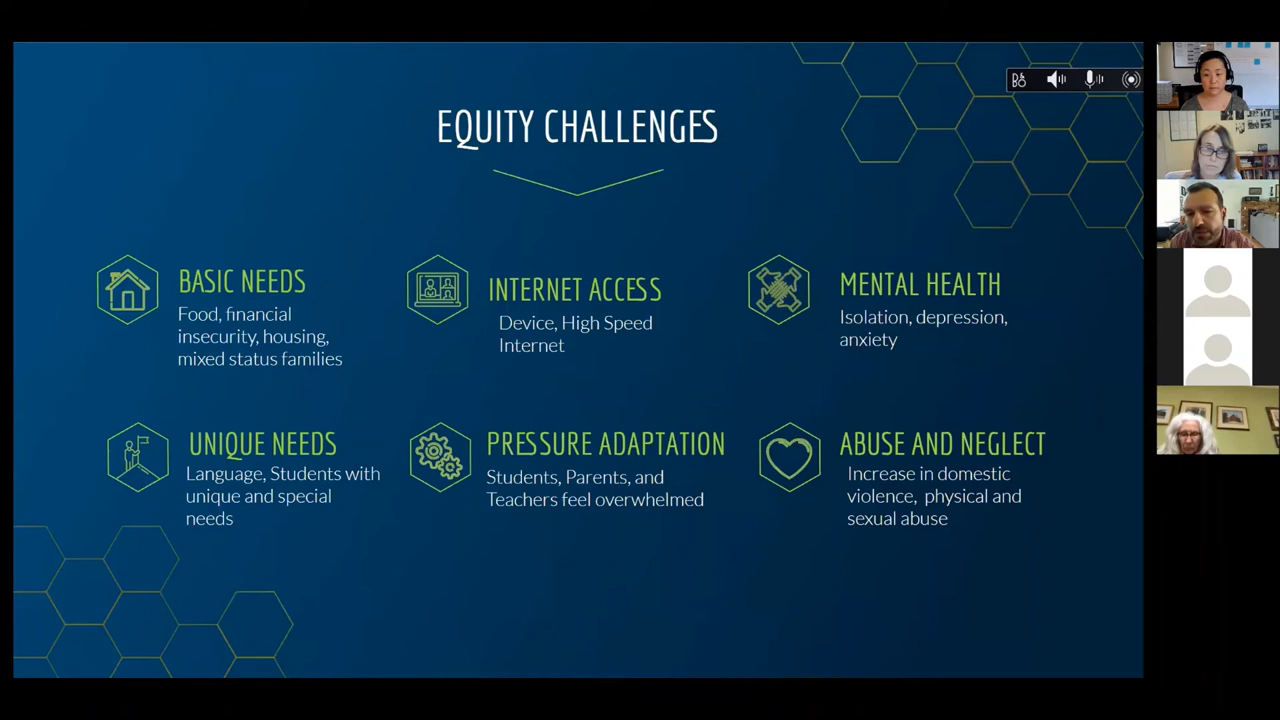 EQUITY CHALLENGES
BASIC NEEDS
Food, financial
insecurity, housing,
mixed status families
INTERNET ACCESS
Device, High Speed
Internet
MENTAL HEALTH
Isolation, depression,
anxiety
UNIQUE NEEDS
Language, Students with
unique and special
needs
PRESSURE ADAPTATION
Students, Parents, and
Teachers feel overwhelmed
ABUSE AND NEGLECT
Increase in domestic
violence, physical and
sexual abuse